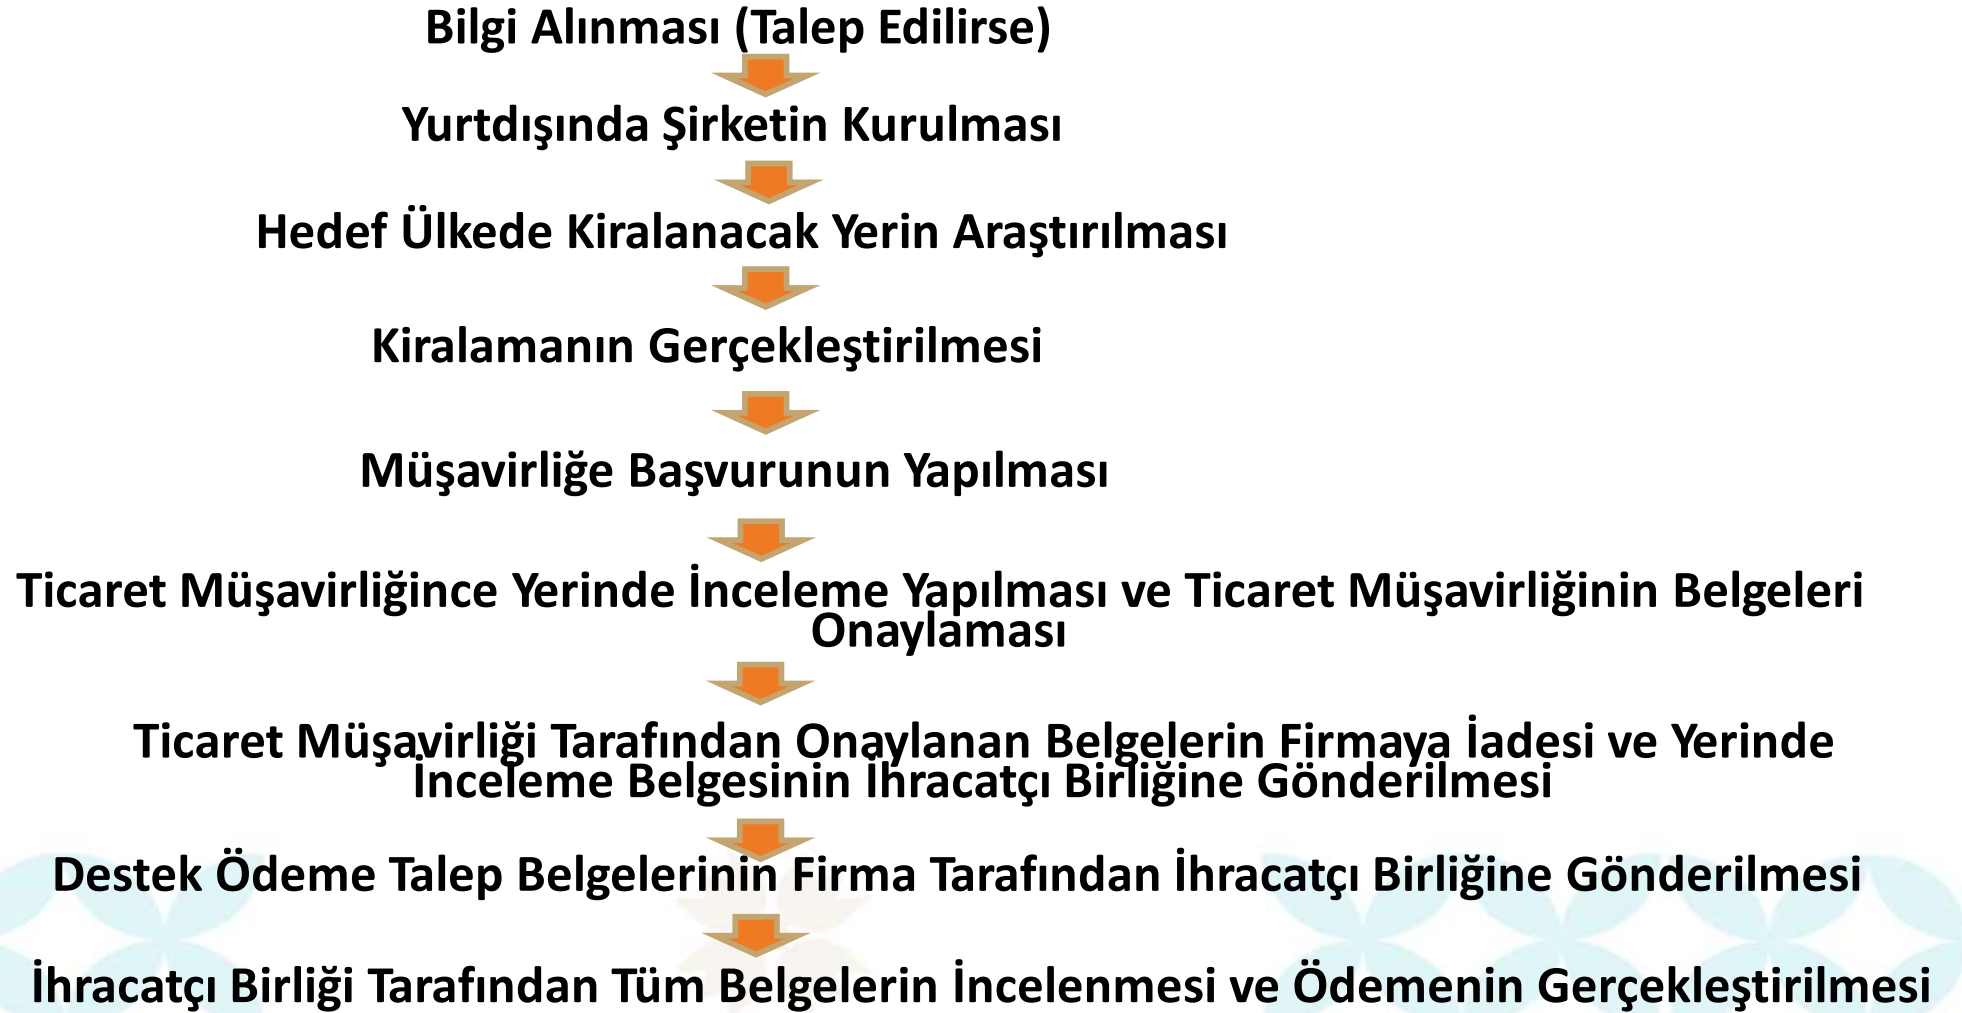 Bilgi Alınması (Talep Edilirse)
Yurtdışında Şirketin Kurulması
Hedef Ülkede Kiralanacak Yerin Araştırılması
Kiralamanın Gerçekleştirilmesi
Müşavirliğe Başvurunun Yapılması
Ticaret Müşavirliğince Yerinde İnceleme Yapılması ve Ticaret Müşavirliğinin Belgeleri
Onaylaması
Ticaret Müşavirliği Tarafından Onaylanan Belgelerin Firmaya İadesi ve Yerinde
İnceleme Belgesinin İhracatçı Birliğine Gönderilmesi
Destek Ödeme Talep Belgelerinin Firma Tarafından İhracatçı Birliğine Gönderilmesi
İhracatçı Birliği Tarafından Tüm Belgelerin İncelenmesi ve Ödemenin Gerçekleştirilmesi